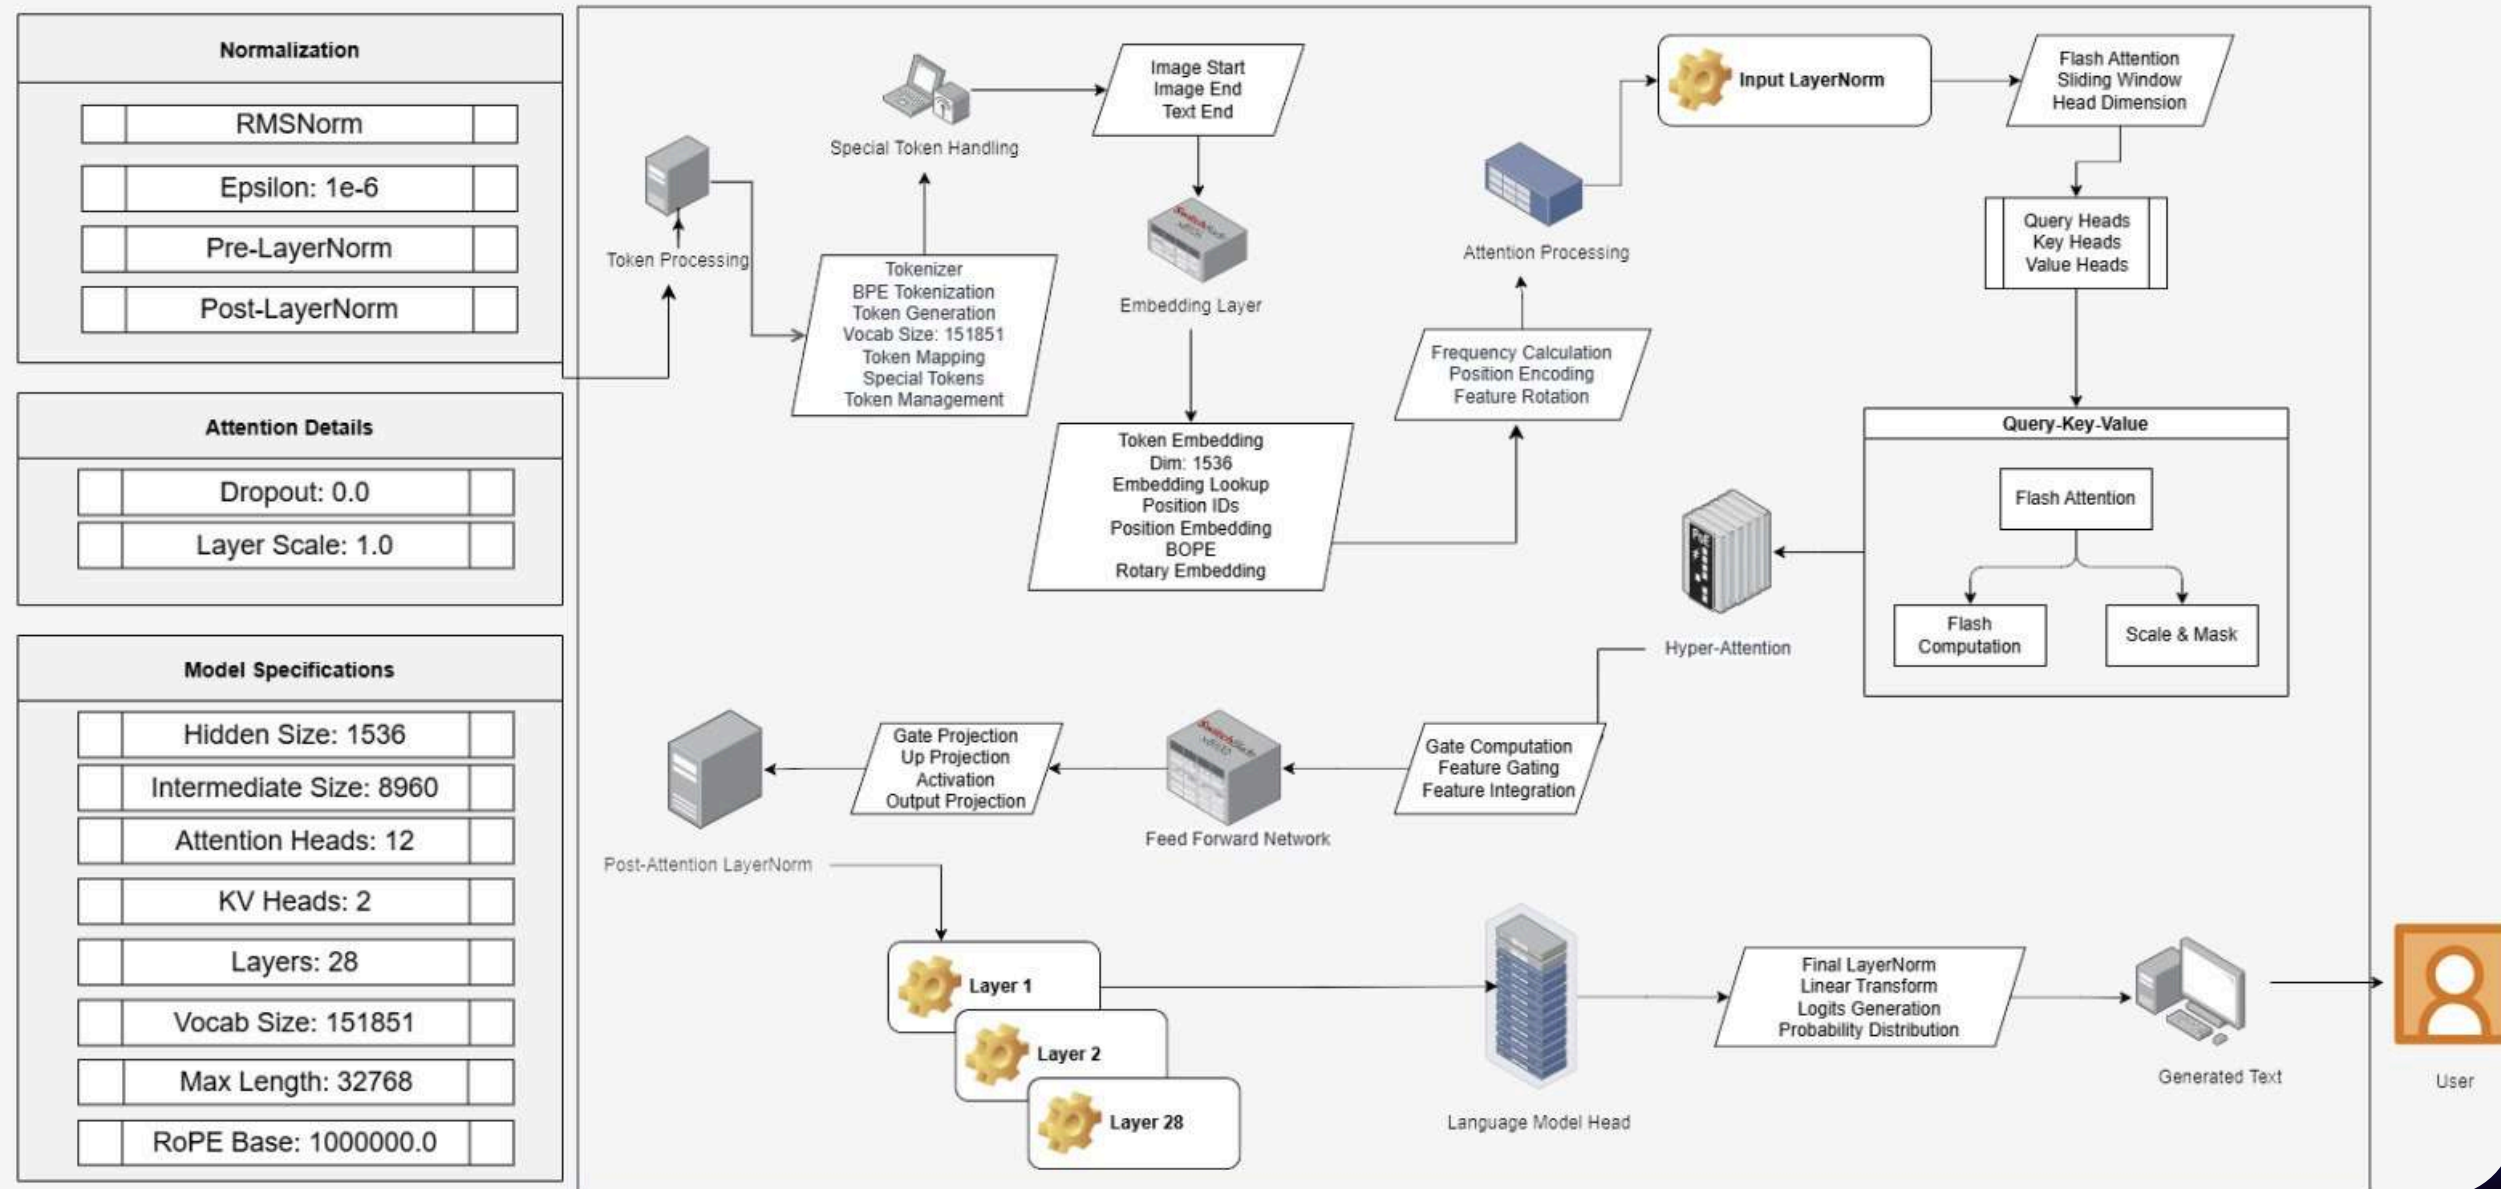 Normalization
RMSNorm
Epsilon: 1e-6
Pre-LayerNorm
Post-LayerNorm
Attention Details
Dropout: 0.0
Layer Scale: 1.0
Model Specifications
Hidden Size: 1536
Intermediate Size: 8960
Attention Heads: 12
KV Heads: 2
Layers: 28
Vocab Size: 151851
Max Length: 32768
RoPE Base: 1000000.0
Token Processing
Tokenizer
BPE Tokenization
Token Generation
Vocab Size: 151851
Token Mapping
Special Tokens
Token Management
Special Token Handling
Image Start
Image End
Text End
Embedding Layer
Token Embedding
Dim: 1536
Embedding Lookup
Position IDs
Position Embedding
BOPE
Rotary Embedding
Frequency Calculation
Position Encoding
Feature Rotation
Attention Processing
Input LayerNorm
Flash Attention
Sliding Window
Head Dimension
Query Heads
Key Heads
Value Heads
Query-Key-Value
Flash Attention
Flash
Computation
Scale & Mask
PoE
Hyper-Attention
Gate Computation
Feature Gating
Feature Integration
Feed Forward Network
Gate Projection
Up Projection
Activation
Output Projection
Post-Attention LayerNorm
Layer 1
Layer 2
Layer 28
Language Model Head
Final LayerNorm
Linear Transform
Logits Generation
Probability Distribution
Generated Text
User